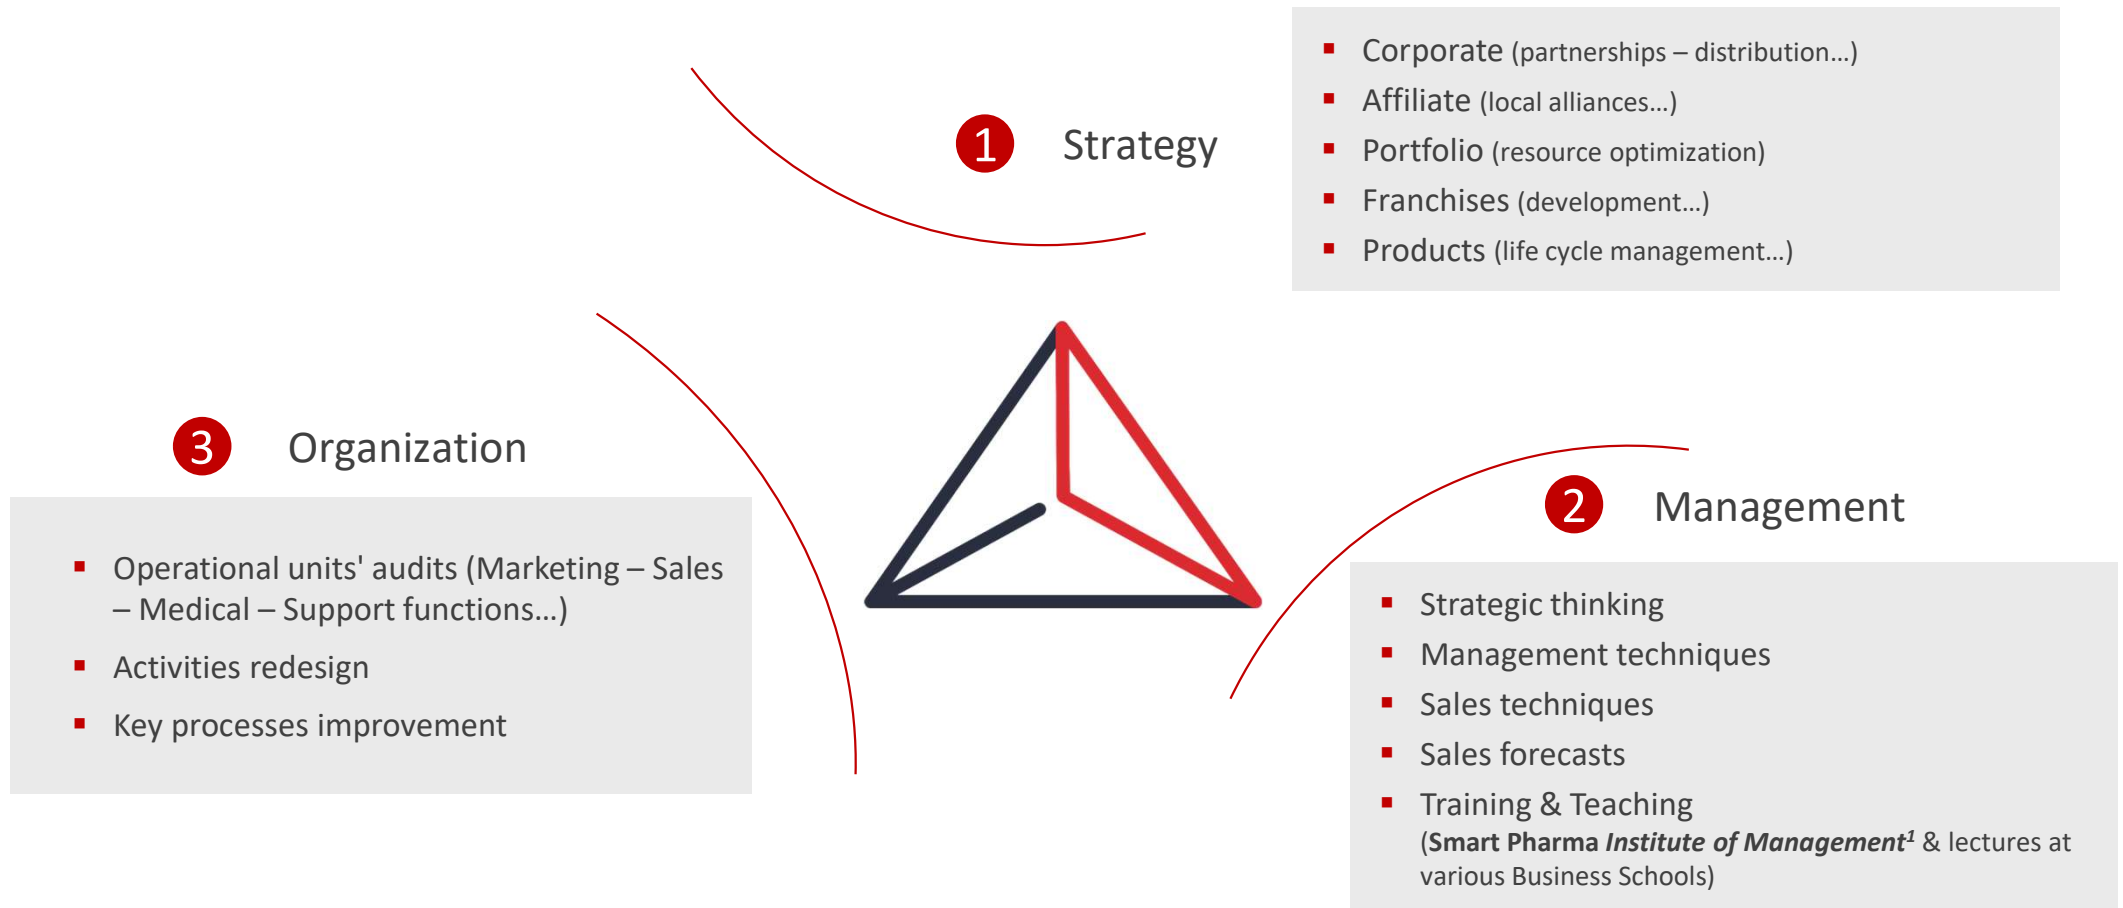 1 Strategy
▪ Corporate (partnerships – distribution…)
▪ Affiliate (local alliances…)
▪ Portfolio (resource optimization)
▪ Franchises (development…)
▪ Products (life cycle management…)
2 Management
▪ Strategic thinking
▪ Management techniques
▪ Sales techniques
▪ Sales forecasts
▪ Training & Teaching
(Smart Pharma Institute of Management¹ & lectures at
various Business Schools)
3 Organization
▪ Operational units' audits (Marketing – Sales
– Medical – Support functions…)
▪ Activities redesign
▪ Key processes improvement